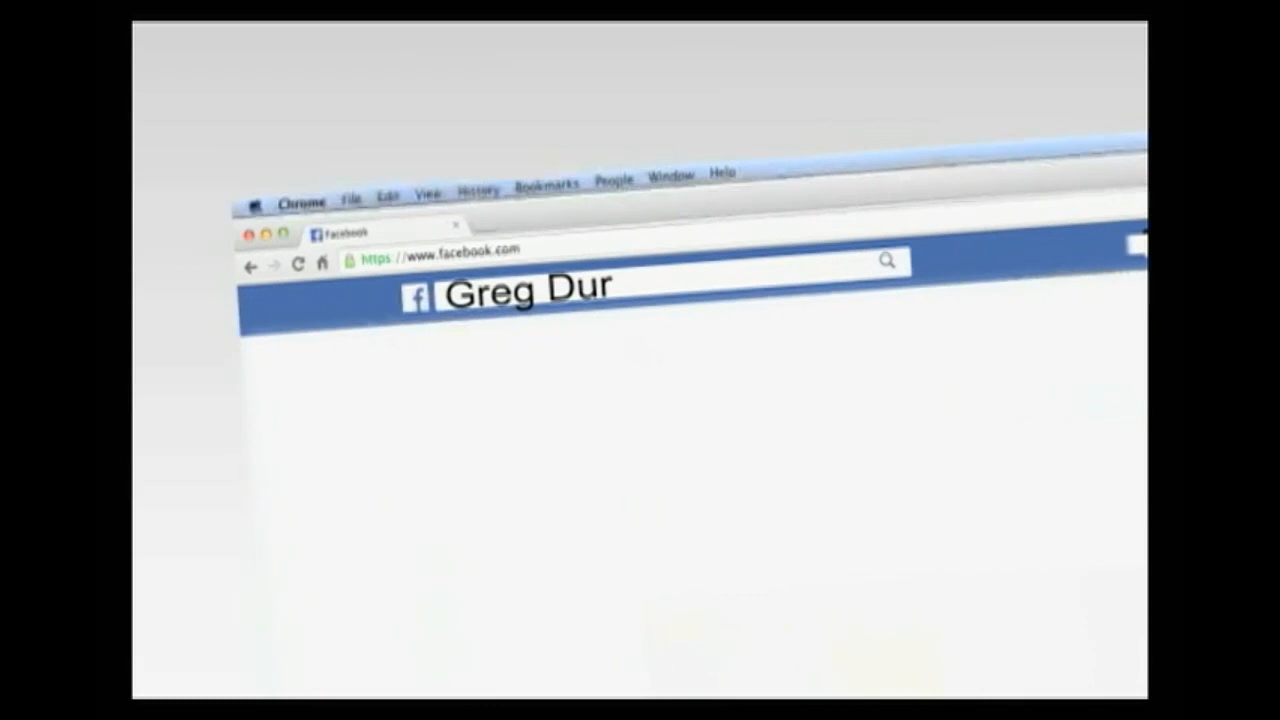 Chrome File Edit View History Bookmarks People Window Help
Facebook
https://www.facebook.com
f Greg Dur